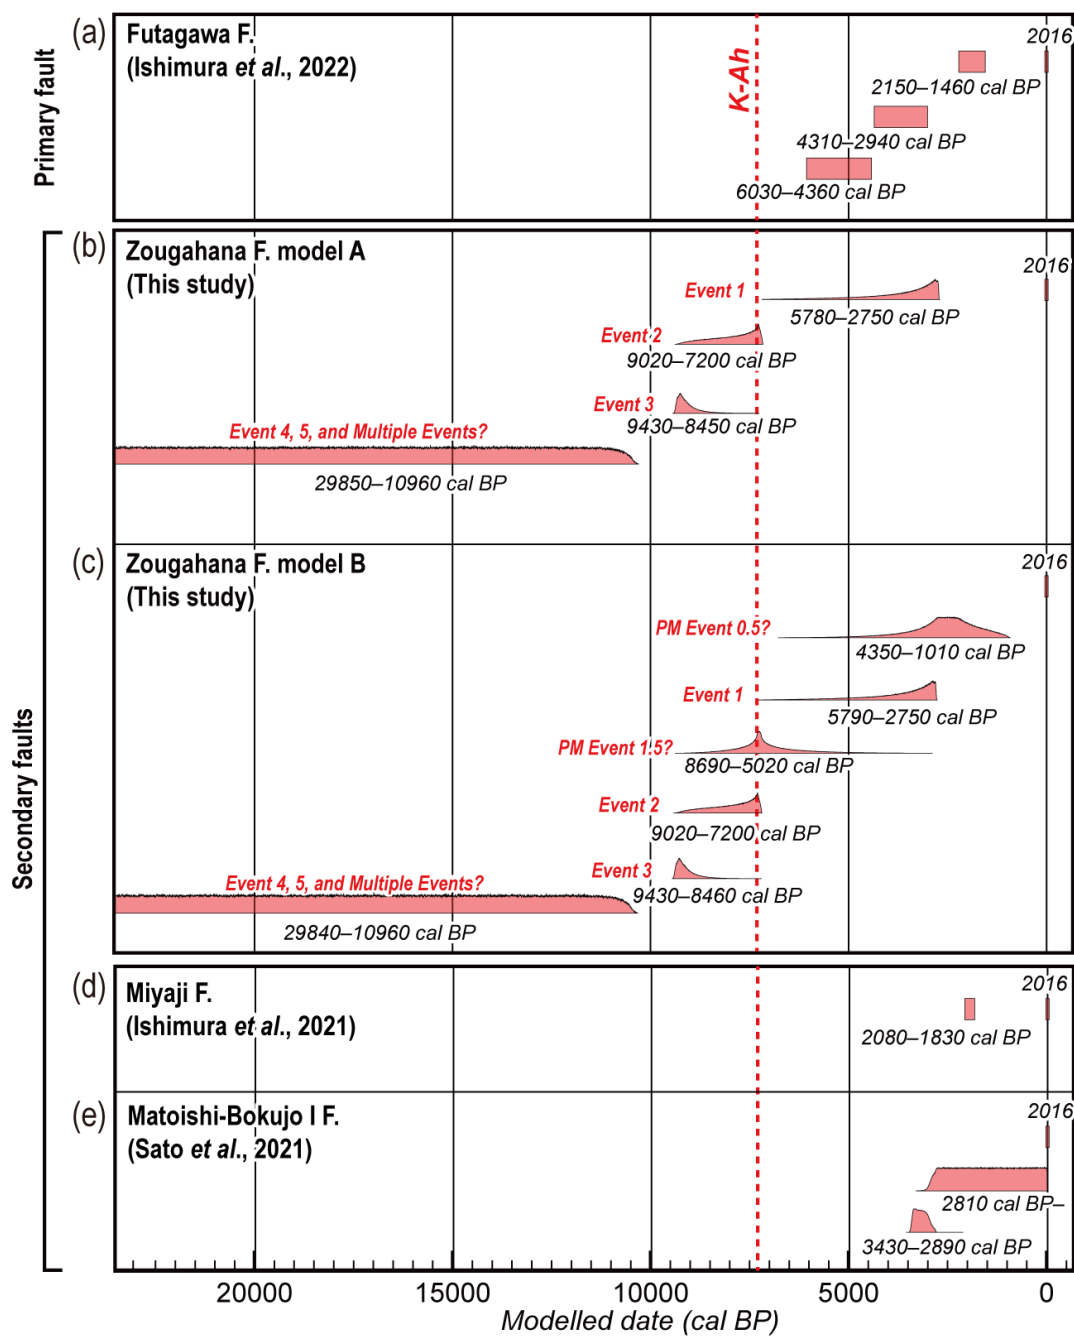 (a)
Primary fault
Futagawa F.
(Ishimura et al., 2022)
K-Ah
2016
2150–1460 cal BP
4310–2940 cal BP
6030–4360 cal BP
Secondary faults
(b)
Zougahana F. model A
(This study)
2016
Event 1
5780–2750 cal BP
Event 2
9020–7200 cal BP
Event 3
9430–8450 cal BP
Event 4, 5, and Multiple Events?
29850–10960 cal BP
(c)
Zougahana F. model B
(This study)
2016
PM Event 0.5?
4350–1010 cal BP
Event 1
5790–2750 cal BP
PM Event 1.5?
8690–5020 cal BP
Event 2
9020–7200 cal BP
Event 3
9430–8460 cal BP
Event 4, 5, and Multiple Events?
29840–10960 cal BP
(d)
Miyaji F.
(Ishimura et al., 2021)
2016
2080–1830 cal BP
(e)
Matoishi-Bokujo I F.
(Sato et al., 2021)
2016
2810 cal BP–
3430–2890 cal BP
20000 15000 10000 5000 0
Modelled date (cal BP)